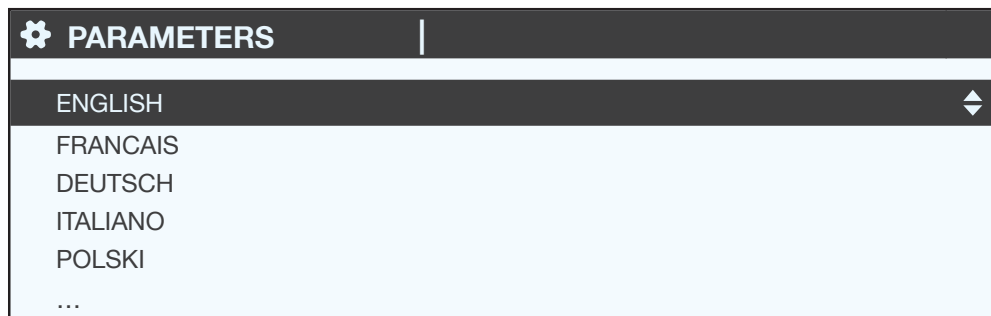 PARAMETERS
ENGLISH
FRANCAIS
DEUTSCH
ITALIANO
POLSKI
…